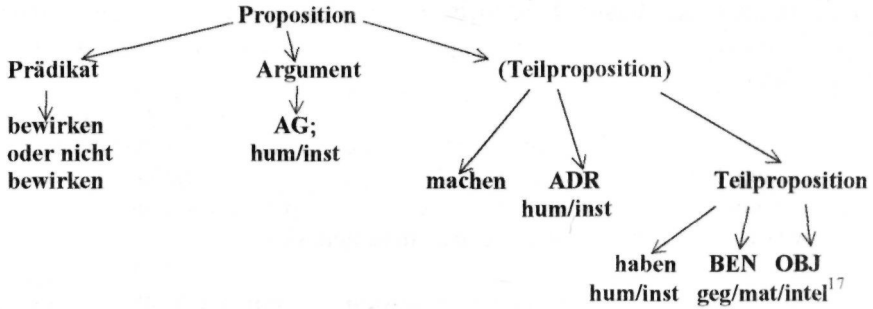 Proposition
Prädikat Argument (Teilproposition)
bewirken AG;
oder nicht hum/inst
bewirken machen ADR Teilproposition
hum/inst
haben BEN OBJ
hum/inst geg/mat/intel17